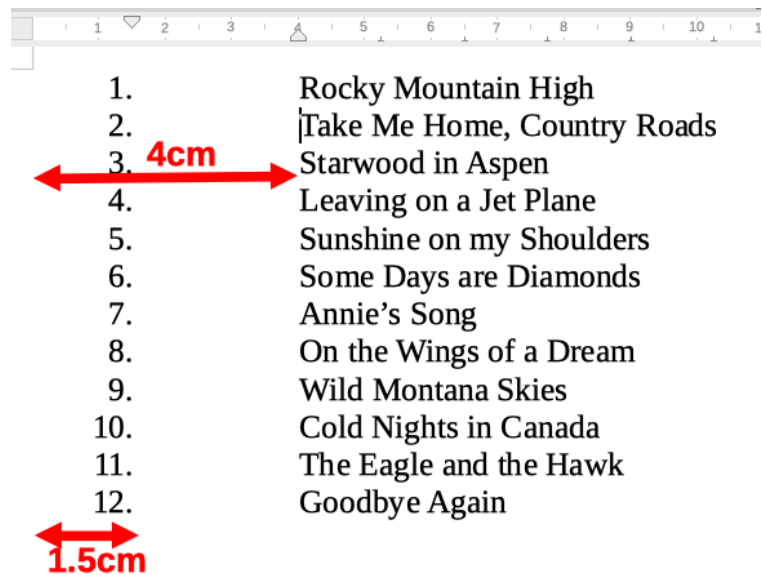 1 2 3 4 5 6 7 8 9 10 1
1. Rocky Mountain High
2. Take Me Home, Country Roads
4cm
3. Starwood in Aspen
4. Leaving on a Jet Plane
5. Sunshine on my Shoulders
6. Some Days are Diamonds
7. Annie’s Song
8. On the Wings of a Dream
9. Wild Montana Skies
10. Cold Nights in Canada
11. The Eagle and the Hawk
12. Goodbye Again
1.5cm